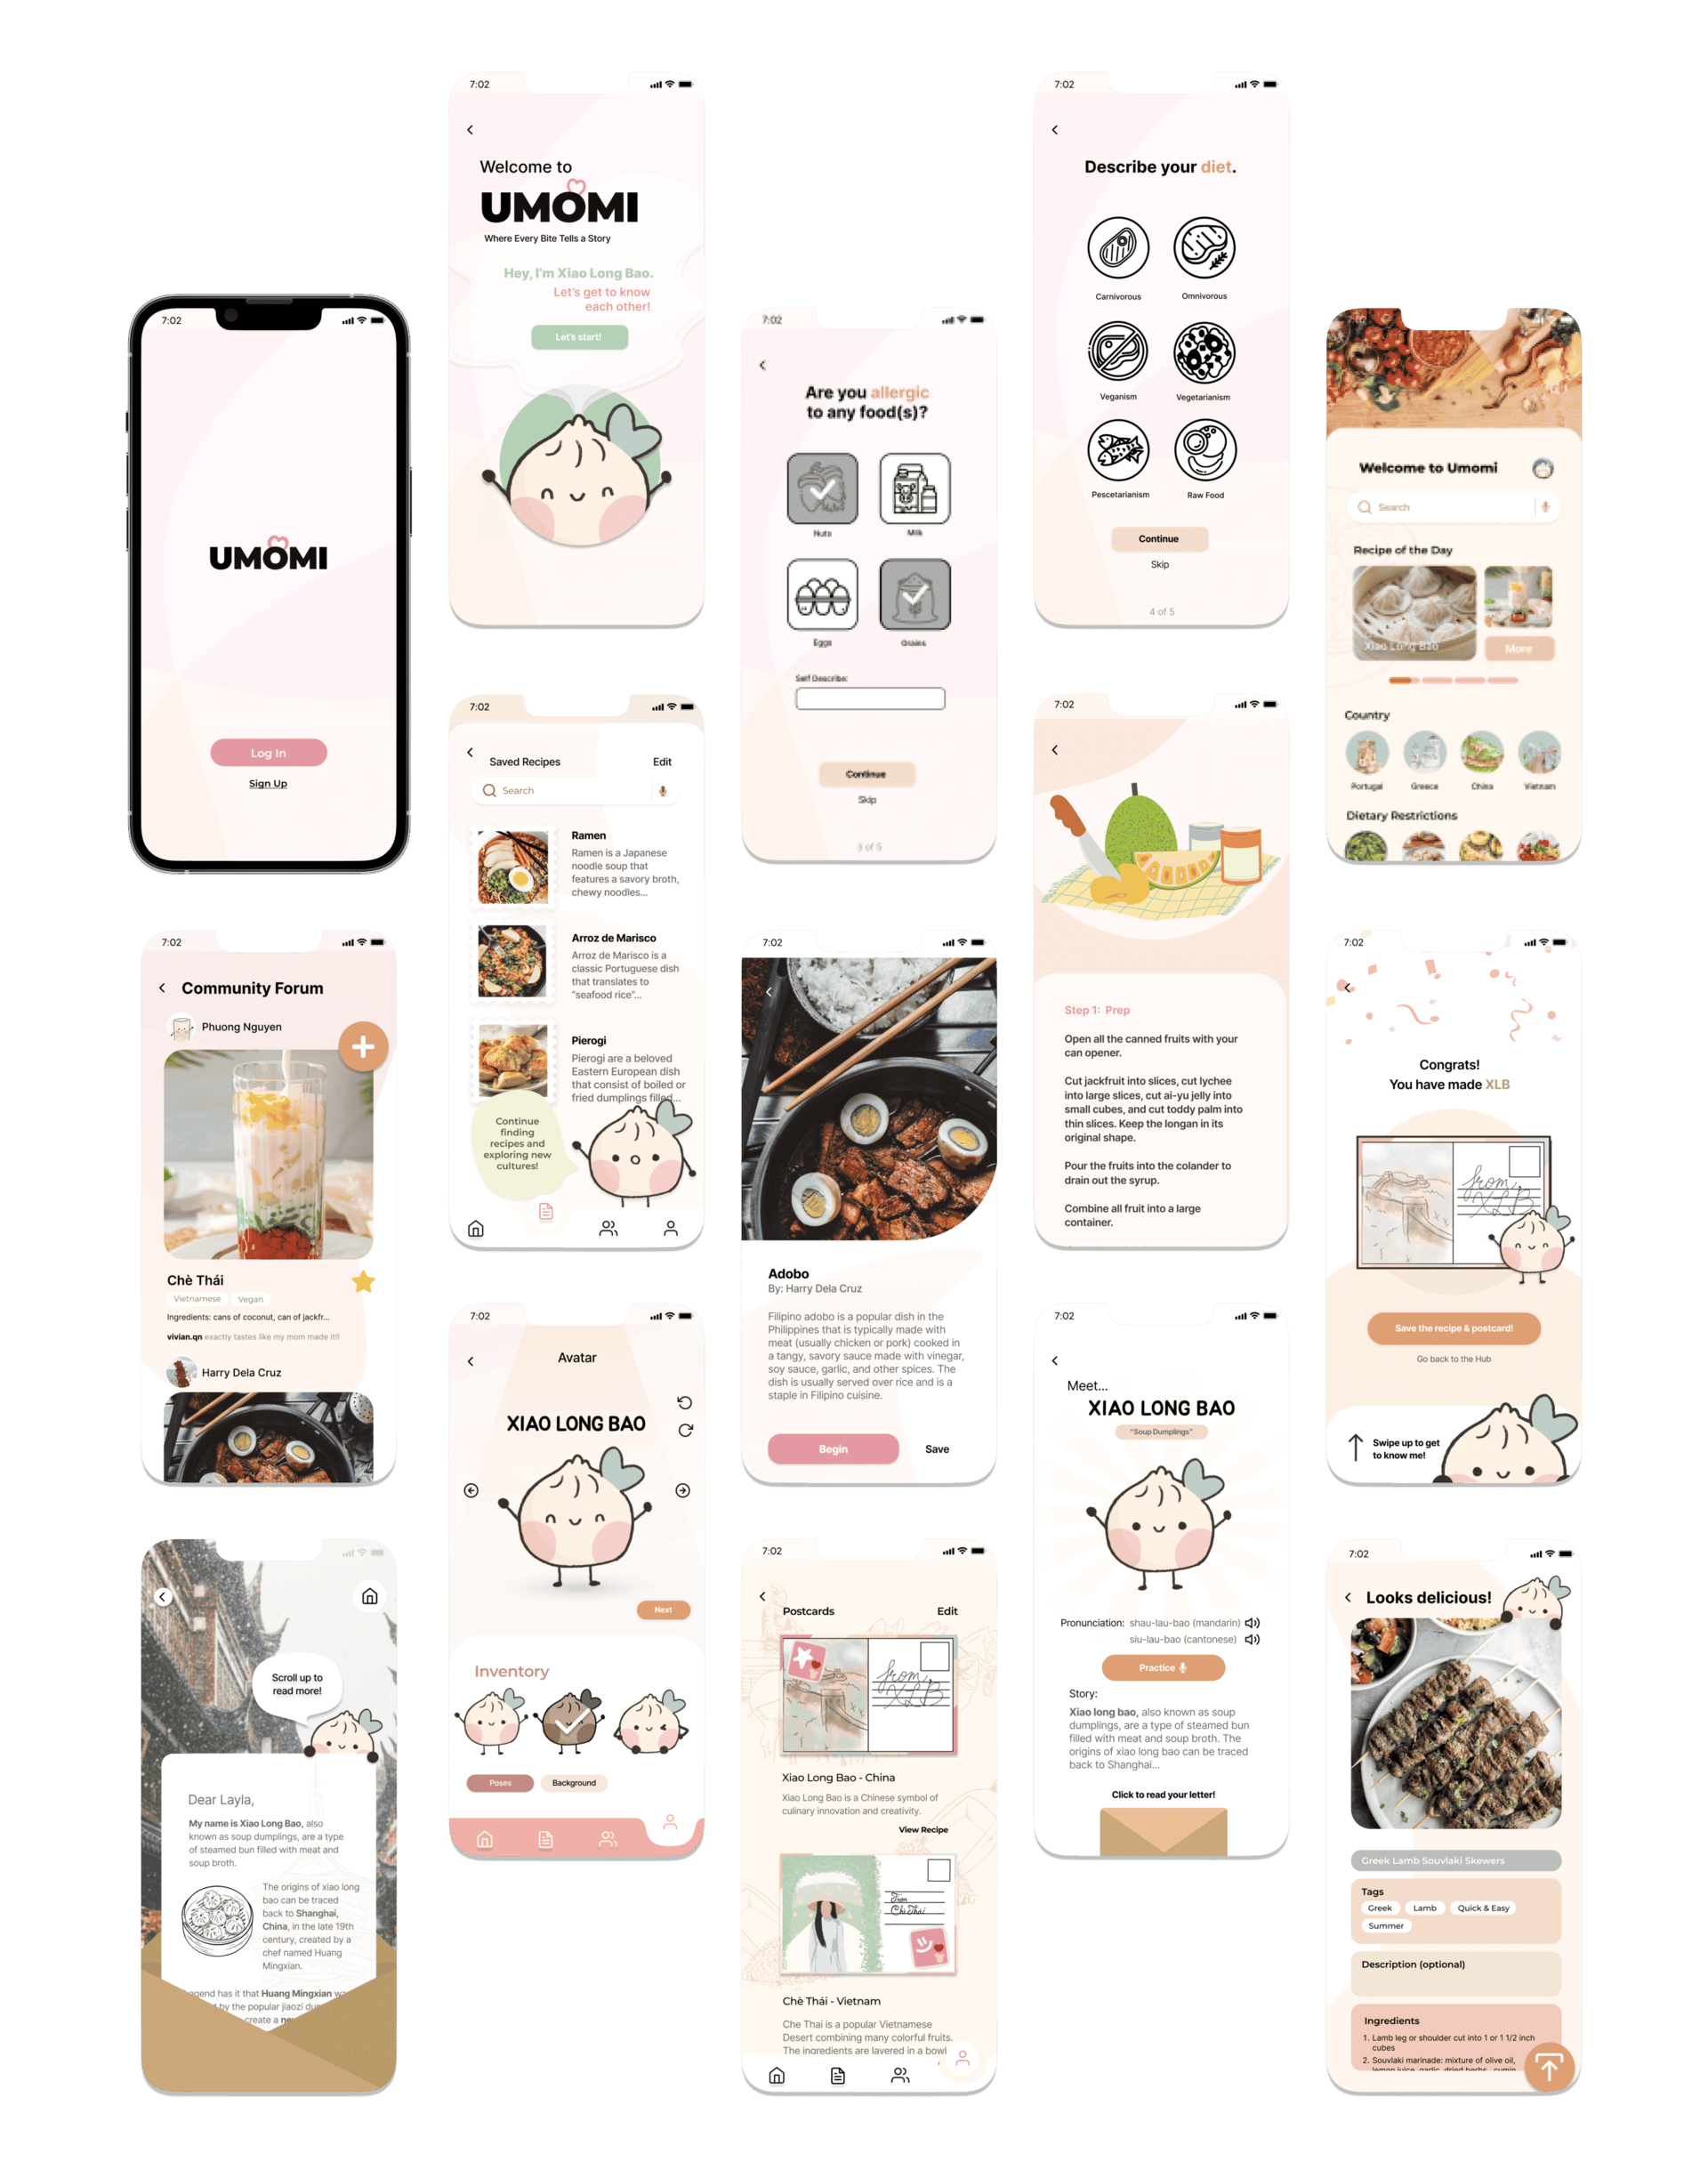 7:02
UMOMI
Log In
Sign Up
7:02
Welcome to
UMOMI
Where Every Bite Tells a Story
Hey, I'm Xiao Long Bao.
Let's get to know
each other!
Let's start!
7:02
Are you allergic
to any food(s)?
Nuts
Milk
Eggs
Grains
Self Describe:
Continue
Skip
3 of 5
7:02
Describe your diet.
Carnivorous
Omnivorous
Veganism
Vegetarianism
Pescetarianism
Raw Food
Continue
Skip
4 of 5
Welcome to Umomi
Search
Recipe of the Day
Xiao Long Bao
More
Country
Portugal
Greece
China
Vietnam
Dietary Restrictions
7:02
Community Forum
Phuong Nguyen
Chè Thái
Vietnamese
Vegan
Ingredients: cans of coconut, can of jackfr...
vivian.qn exactly tastes like my mom made it!!
Harry Dela Cruz
7:02
Saved Recipes
Edit
Search
Ramen
Ramen is a Japanese
noodle soup that
features a savory broth,
chewy noodles...
Arroz de Marisco
Arroz de Marisco is a
classic Portuguese dish
that translates to
"seafood rice"...
Pierogi
Pierogi are a beloved
Eastern European dish
that consist of boiled or
fried dumplings filled...
Continue
finding
recipes and
exploring new
cultures!
7:02
Adobo
By: Harry Dela Cruz
Filipino adobo is a popular dish in the
Philippines that is typically made with
meat (usually chicken or pork) cooked in
a tangy, savory sauce made with vinegar,
soy sauce, garlic, and other spices. The
dish is usually served over rice and is a
staple in Filipino cuisine.
Begin
Save
7:02
Step 1: Prep
Open all the canned fruits with your
can opener.
Cut jackfruit into slices, cut lychee
into large slices, cut ai-yu jelly into
small cubes, and cut toddy palm into
thin slices. Keep the longan in its
original shape.
Pour the fruits into the colander to
drain out the syrup.
Combine all fruit into a large
container.
7:02
Congrats!
You have made XLB
from,
XLB
Save the recipe & postcard!
Go back to the Hub
Swipe up to get
to know me!
Scroll up to
read more!
Dear Layla,
My name is Xiao Long Bao, also
known as soup dumplings, are a type
of steamed bun filled with meat and
soup broth.
The origins of xiao long
bao can be traced
back to Shanghai,
China, in the late 19th
century, created by a
chef named Huang
Mingxian.
egend has it that Huang Mingxian wa
by the popular jiaozi du
create a ne
7:02
Avatar
XIAO LONG BAO
Next
Inventory
Poses
Background
7:02
Postcards
Edit
from,
XLB
Xiao Long Bao - China
Xiao Long Bao is a Chinese symbol of
culinary innovation and creativity.
View Recipe
From
Chè Thái
Chè Thái - Vietnam
Che Thai is a popular Vietnamese
Desert combining many colorful fruits.
The ingredients are layered in a bowl
7:02
Meet...
XIAO LONG BAO
"Soup Dumplings"
Pronunciation: shau-lau-bao (mandarin)
siu-lau-bao (cantonese)
Practice
Story:
Xiao long bao, also known as soup
dumplings, are a type of steamed bun
filled with meat and soup broth. The
origins of xiao long bao can be traced
back to Shanghai...
Click to read your letter!
7:02
Looks delicious!
Greek Lamb Souvlaki Skewers
Tags
Greek
Lamb
Quick & Easy
Summer
Description (optional)
Ingredients
1. Lamb leg or shoulder cut into 1 or 1 1/2 inch
cubes
2. Souvlaki marinade: mixture of olive oil,
lemon juice, garlic, dried herbs, cumin